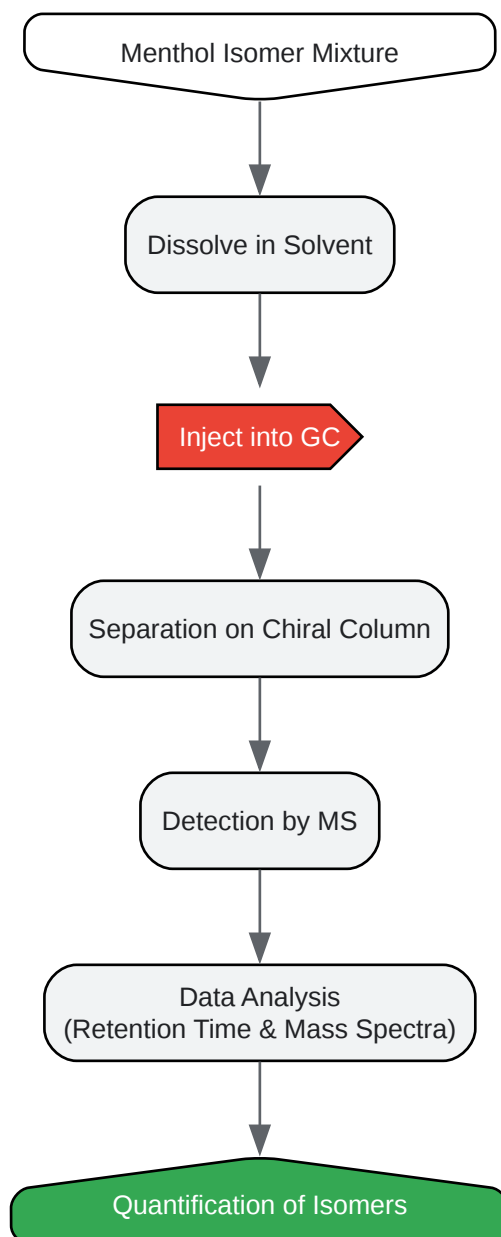 Menthol Isomer Mixture
Dissolve in Solvent
Inject into GC
Separation on Chiral Column
Detection by MS
Data Analysis
(Retention Time & Mass Spectra)
Quantification of Isomers